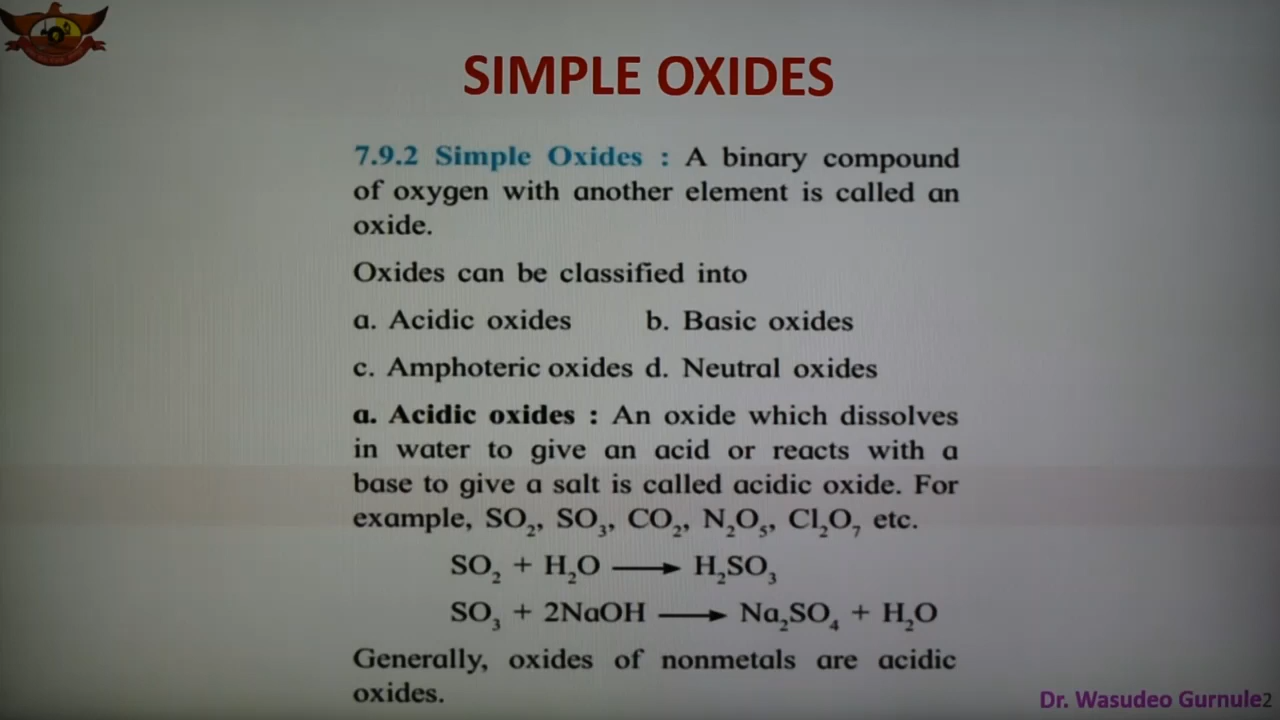 SIMPLE OXIDES
7.9.2 Simple Oxides : A binary compound
of oxygen with another element is called an
oxide.
Oxides can be classified into
a. Acidic oxides b. Basic oxides
c. Amphoteric oxides d. Neutral oxides
a. Acidic oxides : An oxide which dissolves
in water to give an acid or reacts with a
base to give a salt is called acidic oxide. For
example, SO₂, SO₃, CO₂, N₂O₅, Cl₂O₇ etc.
SO₂ + H₂O ⟶ H₂SO₃
SO₃ + 2NaOH ⟶ Na₂SO₄ + H₂O
Generally, oxides of nonmetals are acidic
oxides.
Dr. Wasudeo Gurnule2